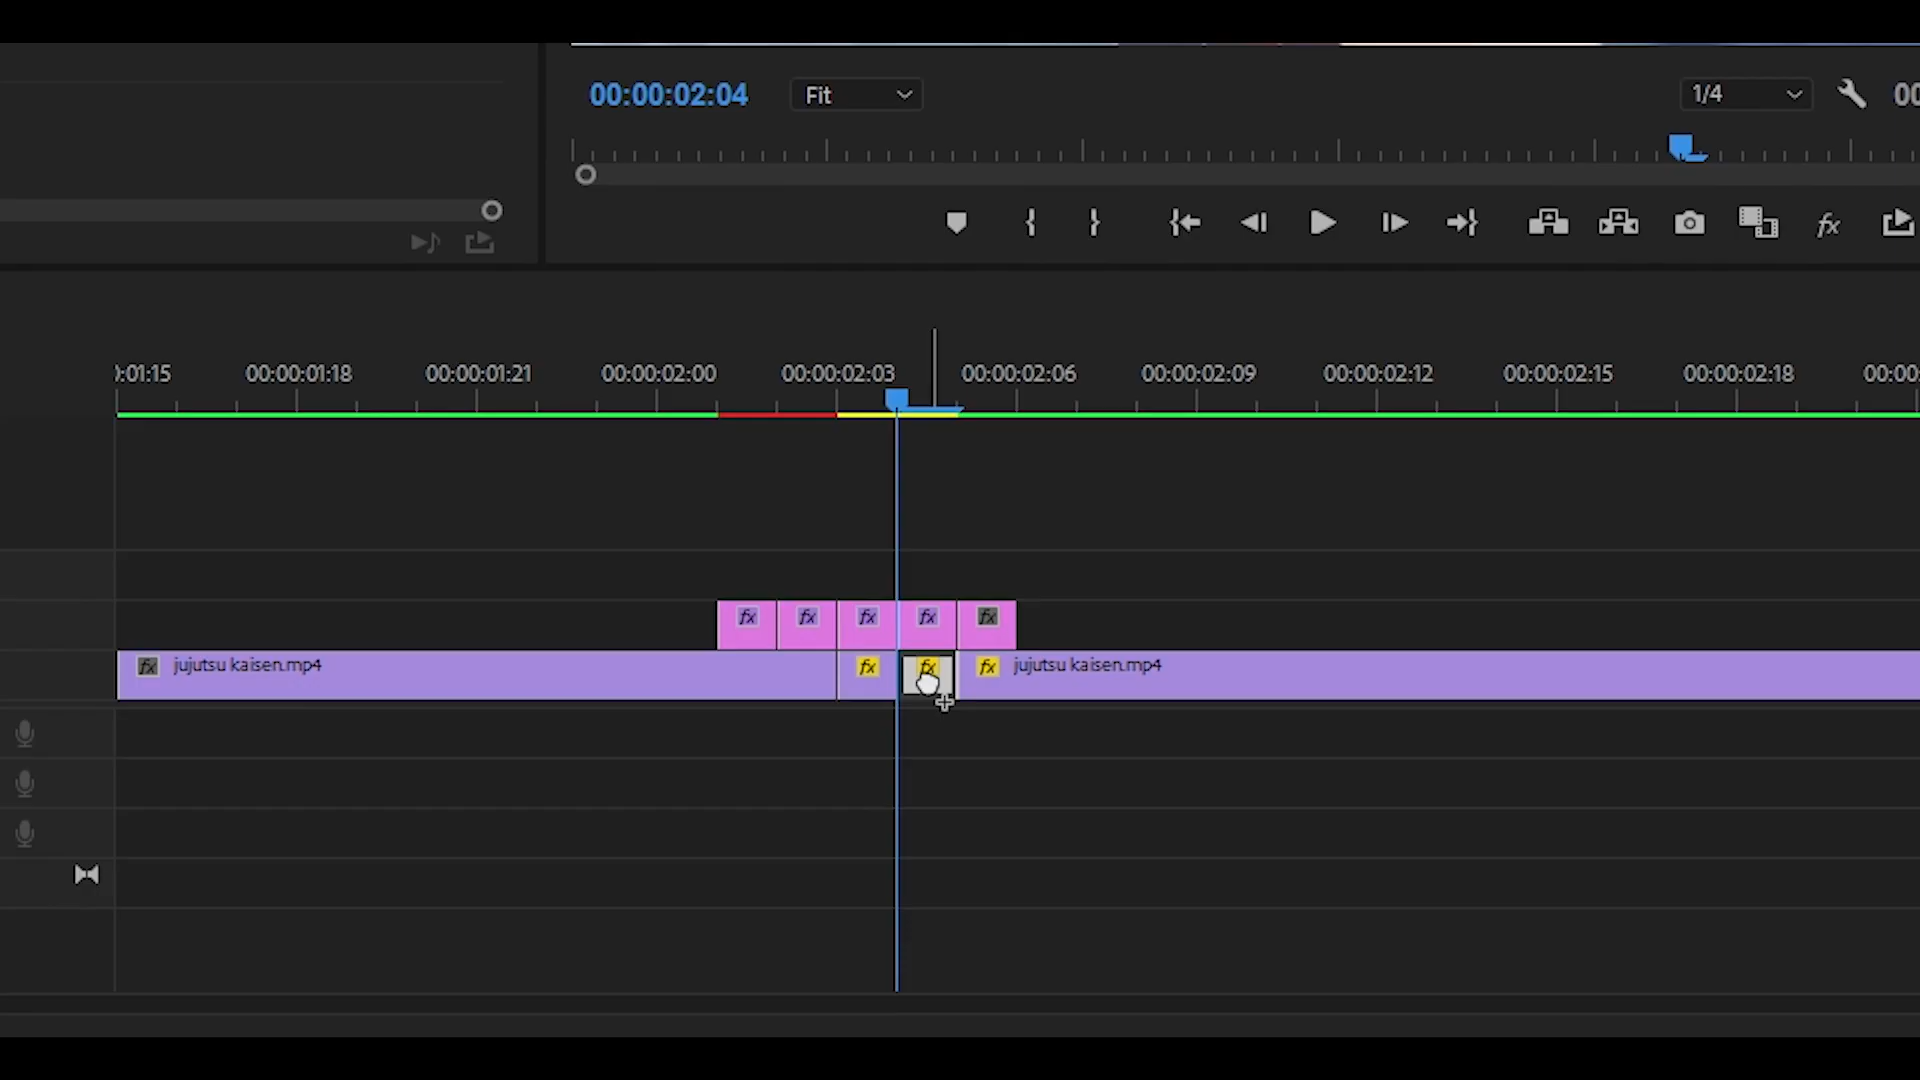 00:00:02:04 Fit 1/4 00
fx
:01:15 00:00:01:18 00:00:01:21 00:00:02:00 00:00:02:03 00:00:02:06 00:00:02:09 00:00:02:12 00:00:02:15 00:00:02:18 00:00
fx fx fx fx fx
fx jujutsu kaisen.mp4 fx fx fx jujutsu kaisen.mp4